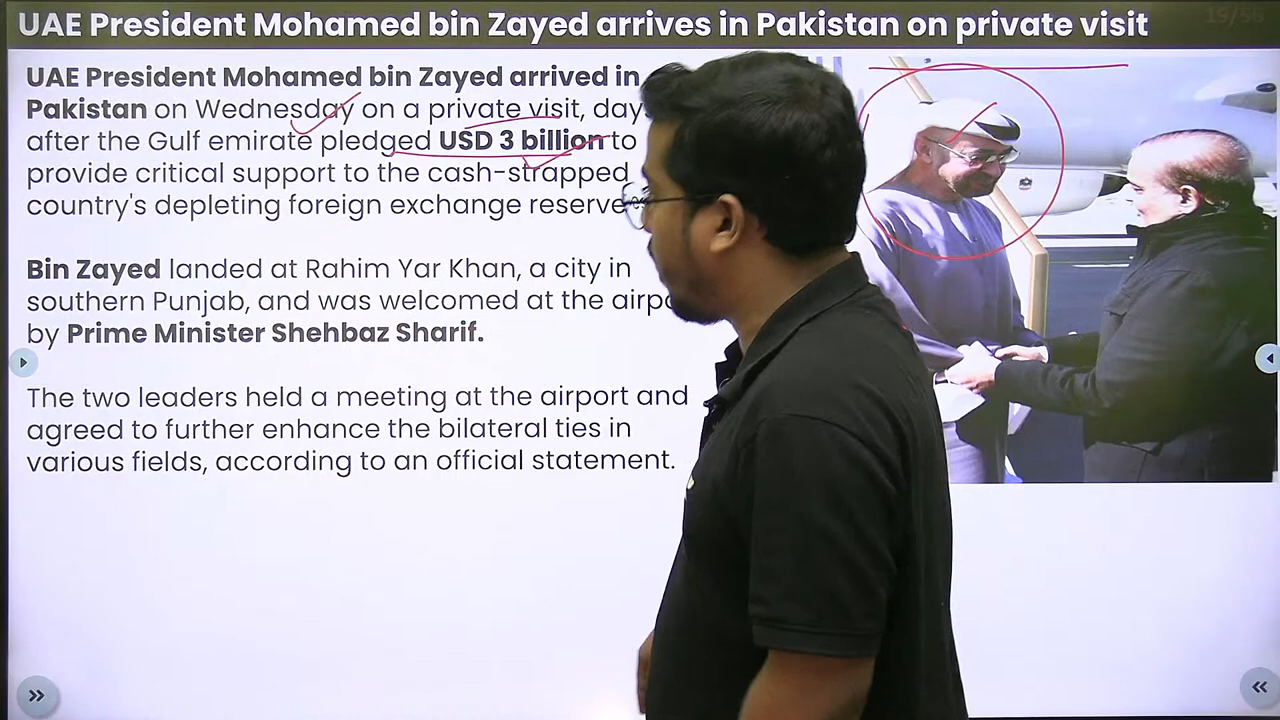 UAE President Mohamed bin Zayed arrives in Pakistan on private visit
19/56
UAE President Mohamed bin Zayed arrived in
Pakistan on Wednesday on a private visit, day
after the Gulf emirate pledged USD 3 billion to
provide critical support to the cash-strapped
country's depleting foreign exchange reserve
Bin Zayed landed at Rahim Yar Khan, a city in
southern Punjab, and was welcomed at the airpo
by Prime Minister Shehbaz Sharif.
The two leaders held a meeting at the airport and
agreed to further enhance the bilateral ties in
various fields, according to an official statement.